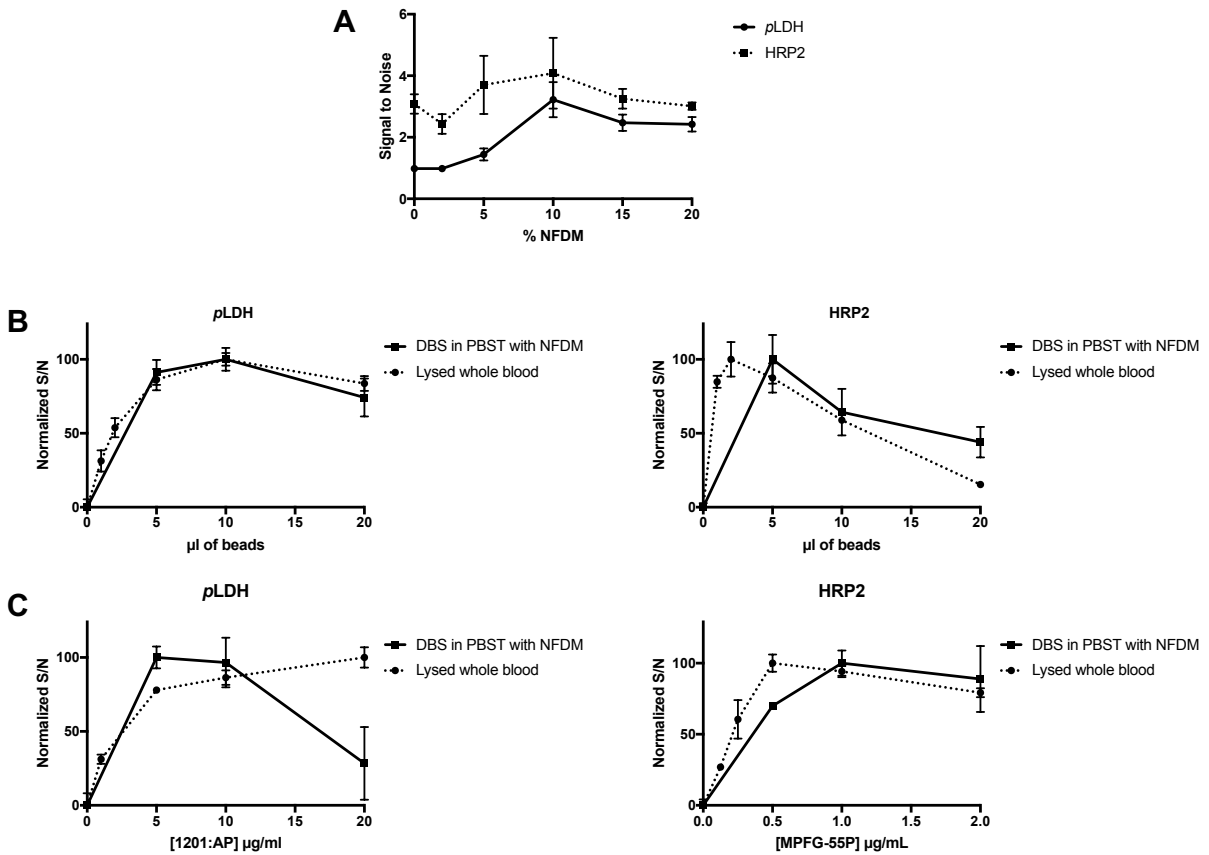 A
pLDH
HRP2
Signal to Noise
6
4
2
0
0 5 10 15 20
% NFDM
B
pLDH
DBS in PBST with NFDM
Lysed whole blood
Normalized S/N
100
50
0
0 5 10 15 20
µl of beads
HRP2
DBS in PBST with NFDM
Lysed whole blood
Normalized S/N
100
50
0
0 5 10 15 20
µl of beads
C
pLDH
DBS in PBST with NFDM
Lysed whole blood
Normalized S/N
100
50
0
0 5 10 15 20
[1201:AP] µg/ml
HRP2
DBS in PBST with NFDM
Lysed whole blood
Normalized S/N
100
50
0
0.0 0.5 1.0 1.5 2.0
[MPFG-55P] µg/mL